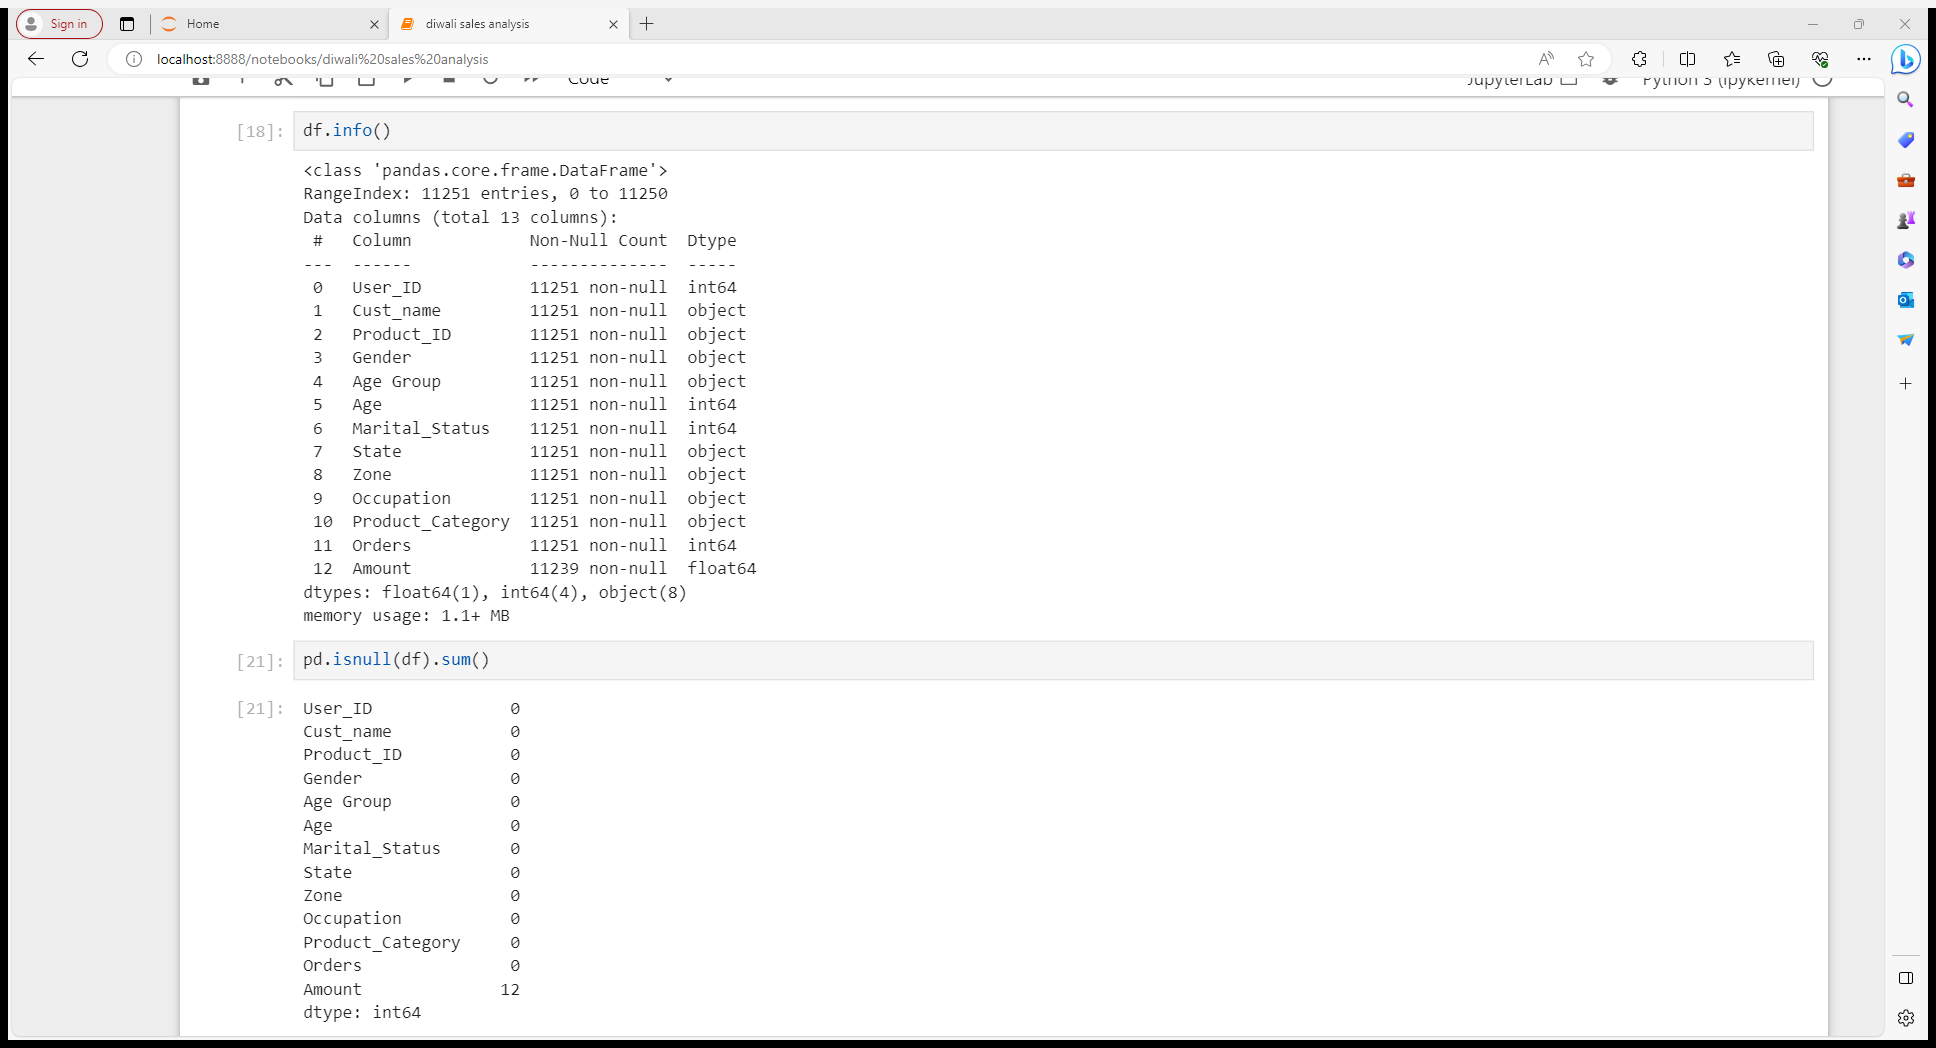 Sign in
Home
diwali sales analysis
localhost:8888/notebooks/diwali%20sales%20analysis
Code
JupyterLab
Python 3 (ipykernel)
[18]: df.info()
<class 'pandas.core.frame.DataFrame'>
RangeIndex: 11251 entries, 0 to 11250
Data columns (total 13 columns):
 #   Column            Non-Null Count  Dtype
---  ------            --------------  -----
 0   User_ID           11251 non-null  int64
 1   Cust_name         11251 non-null  object
 2   Product_ID        11251 non-null  object
 3   Gender            11251 non-null  object
 4   Age Group         11251 non-null  object
 5   Age               11251 non-null  int64
 6   Marital_Status    11251 non-null  int64
 7   State             11251 non-null  object
 8   Zone              11251 non-null  object
 9   Occupation        11251 non-null  object
 10  Product_Category  11251 non-null  object
 11  Orders            11251 non-null  int64
 12  Amount            11239 non-null  float64
dtypes: float64(1), int64(4), object(8)
memory usage: 1.1+ MB
[21]: pd.isnull(df).sum()
[21]: User_ID              0
Cust_name            0
Product_ID           0
Gender               0
Age Group            0
Age                  0
Marital_Status       0
State                0
Zone                 0
Occupation           0
Product_Category     0
Orders               0
Amount              12
dtype: int64